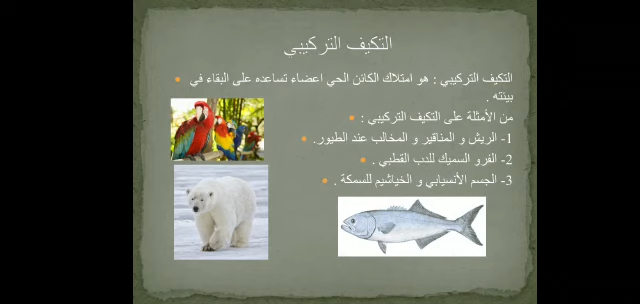 التكيف التركيبي
التكيف التركيبي : هو امتلاك الكائن الحي اعضاء تساعده على البقاء في
بيئته .
من الأمثلة على التكيف التركيبي :
1- الريش و المناقير و المخالب عند الطيور.
2- الفرو السميك للدب القطبي .
3- الجسم الأنسيابي و الخياشيم للسمكة .